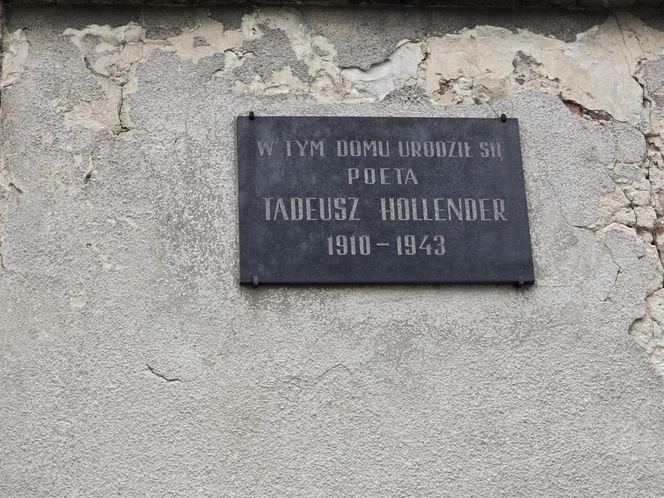 W TYM DOMU URODZIŁ SIĘ
POETA
TADEUSZ HOLLENDER
1910 – 1943